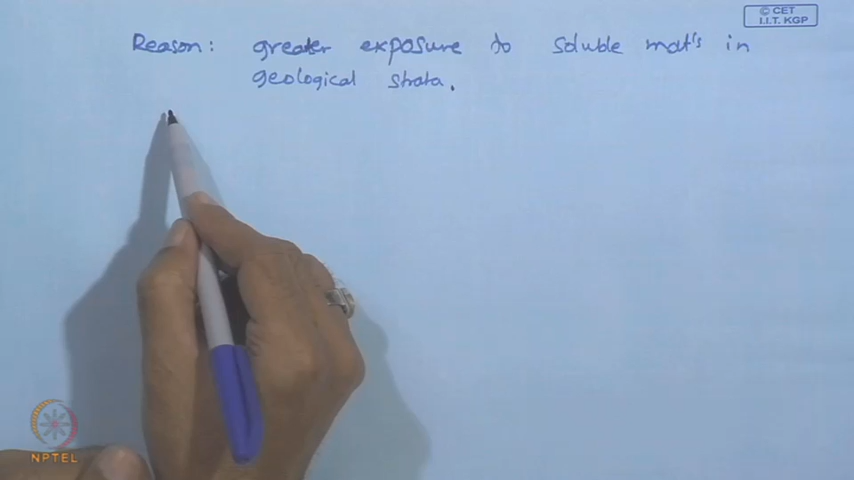 © CET
I.I.T. KGP
Reason: greater exposure to soluble mat's in
geological strata.
NPTEL